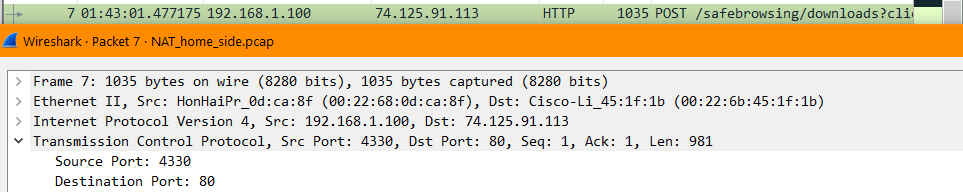 7 01:43:01.477175 192.168.1.100 74.125.91.113 HTTP 1035 POST /safebrowsing/downloads?clie
Wireshark · Packet 7 · NAT_home_side.pcap
Frame 7: 1035 bytes on wire (8280 bits), 1035 bytes captured (8280 bits)
Ethernet II, Src: HonHaiPr_0d:ca:8f (00:22:68:0d:ca:8f), Dst: Cisco-Li_45:1f:1b (00:22:6b:45:1f:1b)
Internet Protocol Version 4, Src: 192.168.1.100, Dst: 74.125.91.113
Transmission Control Protocol, Src Port: 4330, Dst Port: 80, Seq: 1, Ack: 1, Len: 981
Source Port: 4330
Destination Port: 80